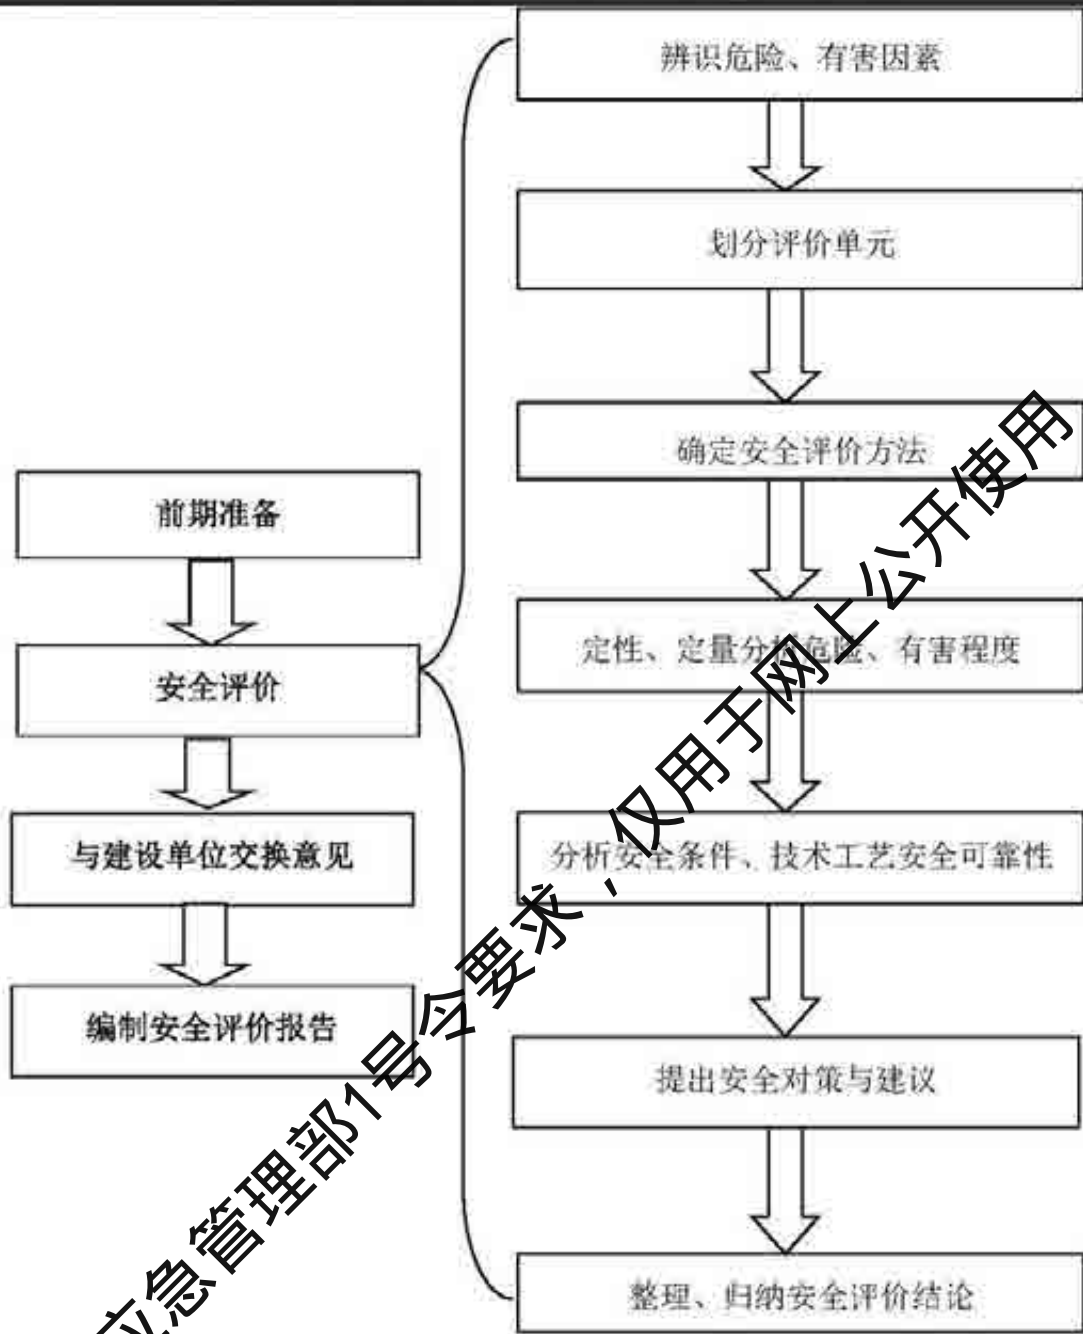 前期准备
安全评价
与建设单位交换意见
编制安全评价报告
辨识危险、有害因素
划分评价单元
确定安全评价方法
定性、定量分析危险、有害程度
分析安全条件、技术工艺安全可靠性
提出安全对策与建议
整理、归纳安全评价结论
应急管理部1号令要求，仅用于网上公开使用